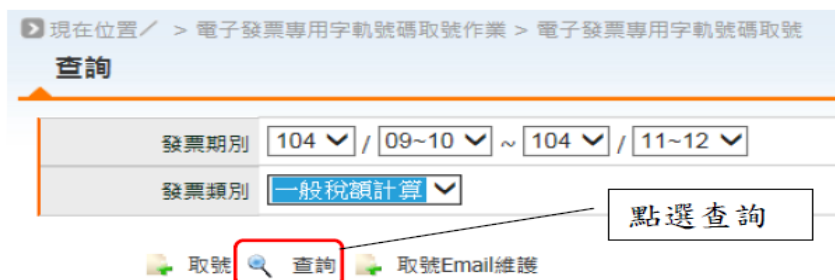 現在位置／ > 電子發票專用字軌號碼取號作業 > 電子發票專用字軌號碼取號
查詢
發票期別 104 / 09~10 ~ 104 / 11~12
發票類別 一般稅額計算
點選查詢
取號 查詢 取號Email維護